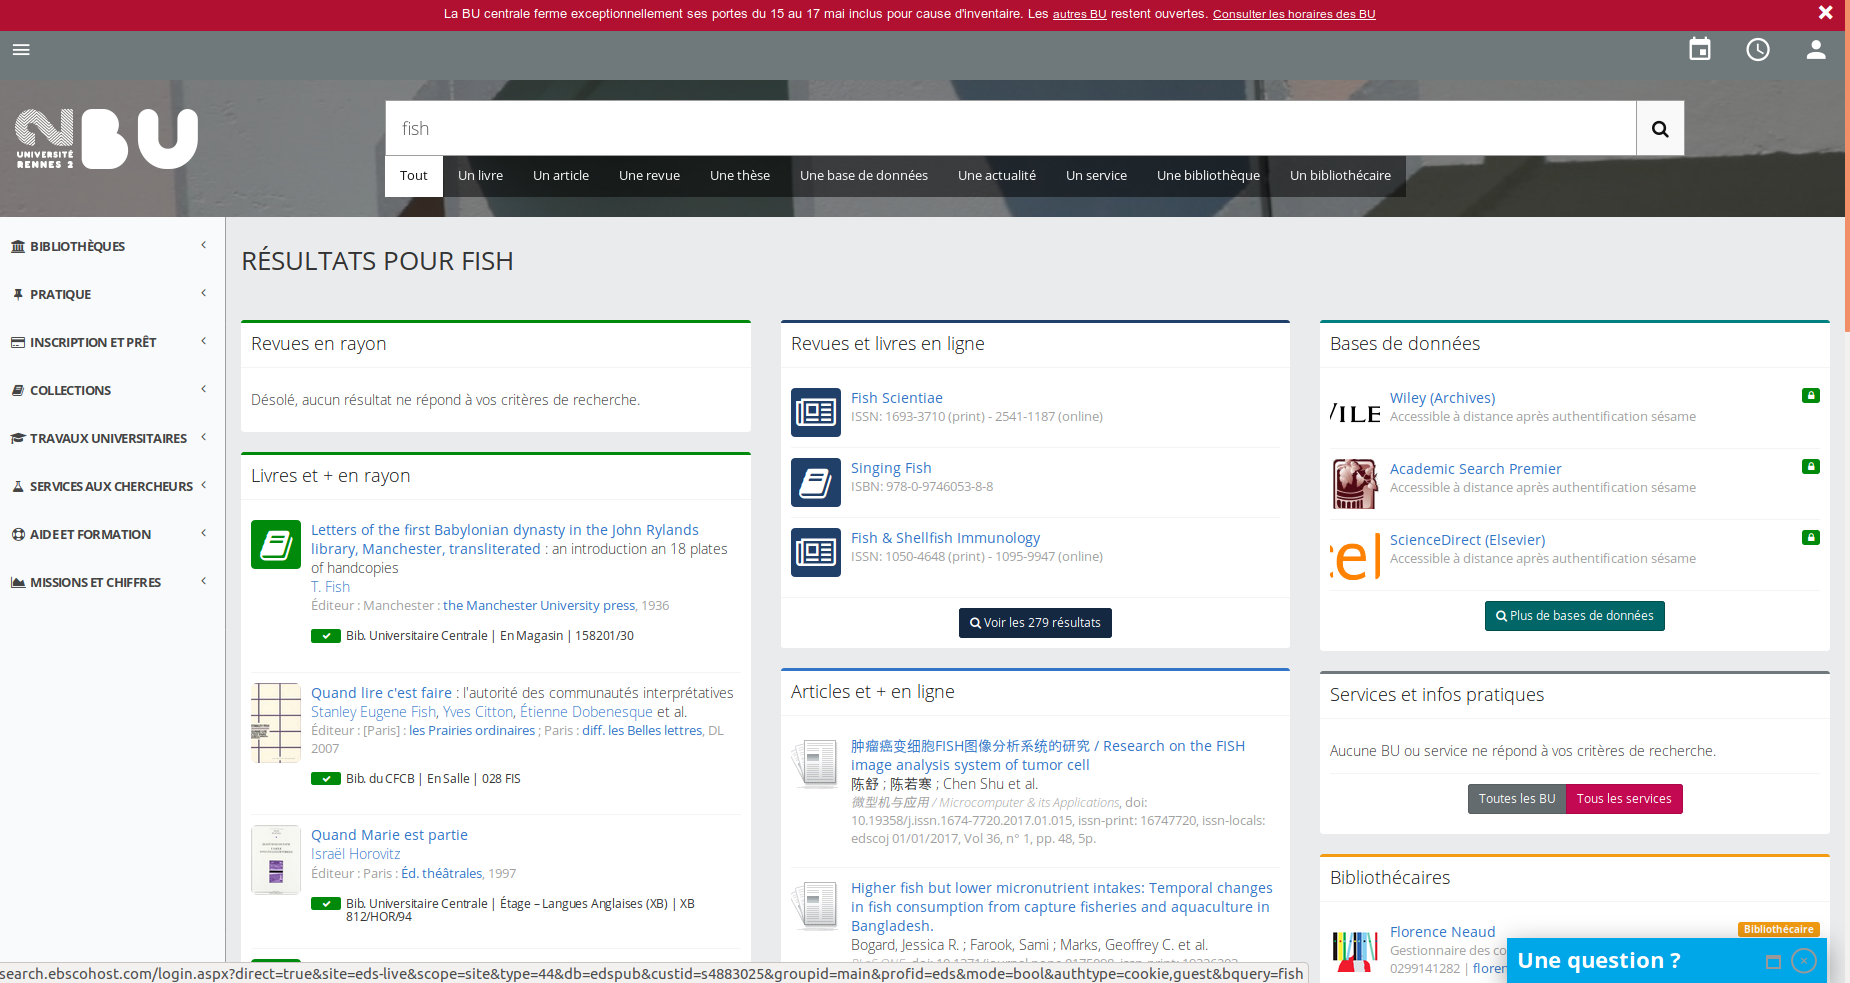 La BU centrale ferme exceptionnellement ses portes du 15 au 17 mai inclus pour cause d'inventaire. Les autres BU restent ouvertes. Consulter les horaires des BU
UNIVERSITÉ
RENNES 2
BU
fish
Tout Un livre Un article Une revue Une thèse Une base de données Une actualité Un service Une bibliothèque Un bibliothécaire
BIBLIOTHÈQUES
PRATIQUE
INSCRIPTION ET PRÊT
COLLECTIONS
TRAVAUX UNIVERSITAIRES
SERVICES AUX CHERCHEURS
AIDE ET FORMATION
MISSIONS ET CHIFFRES
RÉSULTATS POUR FISH
Revues en rayon
Désolé, aucun résultat ne répond à vos critères de recherche.
Livres et + en rayon
Letters of the first Babylonian dynasty in the John Rylands
library, Manchester, transliterated : an introduction an 18 plates
of handcopies
T. Fish
Éditeur : Manchester : the Manchester University press, 1936
Bib. Universitaire Centrale | En Magasin | 158201/30
Quand lire c'est faire : l'autorité des communautés interprétatives
Stanley Eugene Fish, Yves Citton, Étienne Dobenesque et al.
Éditeur : [Paris] : les Prairies ordinaires ; Paris : diff. les Belles lettres, DL
2007
Bib. du CFCB | En Salle | 028 FIS
Quand Marie est partie
Israël Horovitz
Éditeur : Paris : Éd. théâtrales, 1997
Bib. Universitaire Centrale | Étage – Langues Anglaises (XB) | XB
812/HOR/94
Revues et livres en ligne
Fish Scientiae
ISSN: 1693-3710 (print) - 2541-1187 (online)
Singing Fish
ISBN: 978-0-9746053-8-8
Fish & Shellfish Immunology
ISSN: 1050-4648 (print) - 1095-9947 (online)
Voir les 279 résultats
Articles et + en ligne
肿瘤癌变细胞FISH图像分析系统的研究 / Research on the FISH
image analysis system of tumor cell
陈舒 ; 陈若寒 ; Chen Shu et al.
微型机与应用 / Microcomputer & its Applications, doi:
10.19358/j.issn.1674-7720.2017.01.015, issn-print: 16747720, issn-locals:
edscoj 01/01/2017, Vol 36, n° 1, pp. 48, 5p.
Higher fish but lower micronutrient intakes: Temporal changes
in fish consumption from capture fisheries and aquaculture in
Bangladesh.
Bogard, Jessica R. ; Farook, Sami ; Marks, Geoffrey C. et al.
Bases de données
VILE
Wiley (Archives)
Accessible à distance après authentification sésame
Academic Search Premier
Accessible à distance après authentification sésame
cel
ScienceDirect (Elsevier)
Accessible à distance après authentification sésame
Plus de bases de données
Services et infos pratiques
Aucune BU ou service ne répond à vos critères de recherche.
Toutes les BU Tous les services
Bibliothécaires
Florence Neaud
Bibliothécaire
Gestionnaire des co
0299141282 | floren
Une question ?
search.ebscohost.com/login.aspx?direct=true&site=eds-live&scope=site&type=44&db=edspub&custid=s4883025&groupid=main&profid=eds&mode=bool&authtype=cookie,guest&bquery=fish